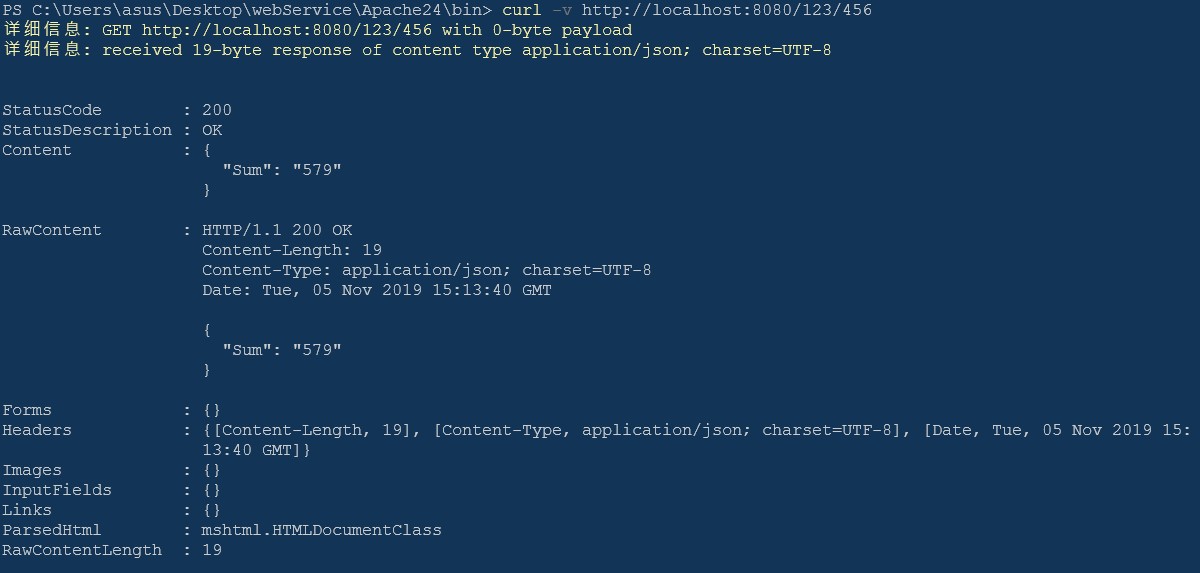 PS C:\Users\asus\Desktop\webService\Apache24\bin> curl -v http://localhost:8080/123/456
详细信息: GET http://localhost:8080/123/456 with 0-byte payload
详细信息: received 19-byte response of content type application/json; charset=UTF-8
StatusCode        : 200
StatusDescription : OK
Content           : {
                      "Sum": "579"
                    }
RawContent        : HTTP/1.1 200 OK
                    Content-Length: 19
                    Content-Type: application/json; charset=UTF-8
                    Date: Tue, 05 Nov 2019 15:13:40 GMT
                    {
                      "Sum": "579"
                    }
Forms             : {}
Headers           : {[Content-Length, 19], [Content-Type, application/json; charset=UTF-8], [Date, Tue, 05 Nov 2019 15:
                    13:40 GMT]}
Images            : {}
InputFields       : {}
Links             : {}
ParsedHtml        : mshtml.HTMLDocumentClass
RawContentLength  : 19